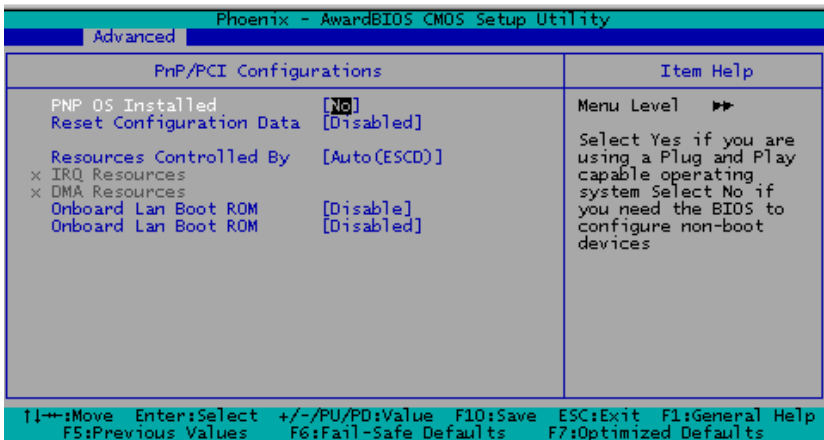 Phoenix - AwardBIOS CMOS Setup Utility
Advanced
PnP/PCI Configurations
Item Help
PNP OS Installed [No]
Reset Configuration Data [Disabled]
Resources Controlled By [Auto(ESCD)]
x IRQ Resources
x DMA Resources
Onboard Lan Boot ROM [Disable]
Onboard Lan Boot ROM [Disabled]
Menu Level ▶▶
Select Yes if you are
using a Plug and Play
capable operating
system Select No if
you need the BIOS to
configure non-boot
devices
↑↓→←:Move Enter:Select +/-/PU/PD:Value F10:Save ESC:Exit F1:General Help
F5:Previous Values F6:Fail-Safe Defaults F7:Optimized Defaults